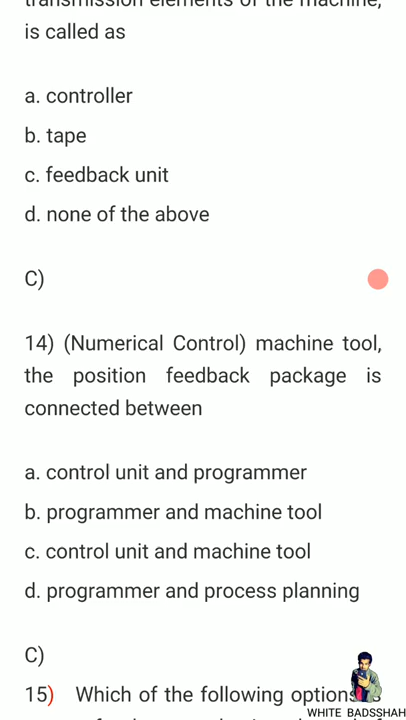 transmission elements of the machine,
is called as
a. controller
b. tape
c. feedback unit
d. none of the above
C)
14) (Numerical Control) machine tool,
the position feedback package is
connected between
a. control unit and programmer
b. programmer and machine tool
c. control unit and machine tool
d. programmer and process planning
C)
15) Which of the following options
WHITE BADSSHAH